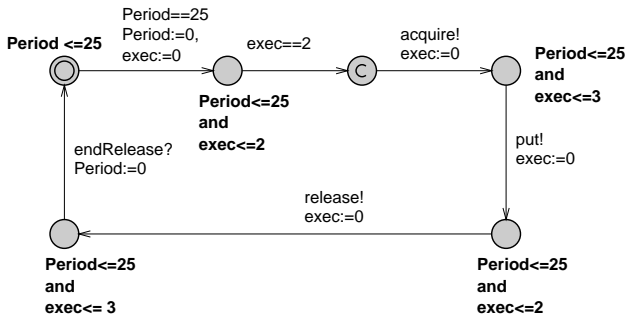 Period==25
Period:=0,
exec:=0
Period <=25
exec==2
acquire!
exec:=0
C
Period<=25
and
exec<=3
Period<=25
and
exec<=2
put!
exec:=0
endRelease?
Period:=0
release!
exec:=0
Period<=25
and
exec<= 3
Period<=25
and
exec<=2